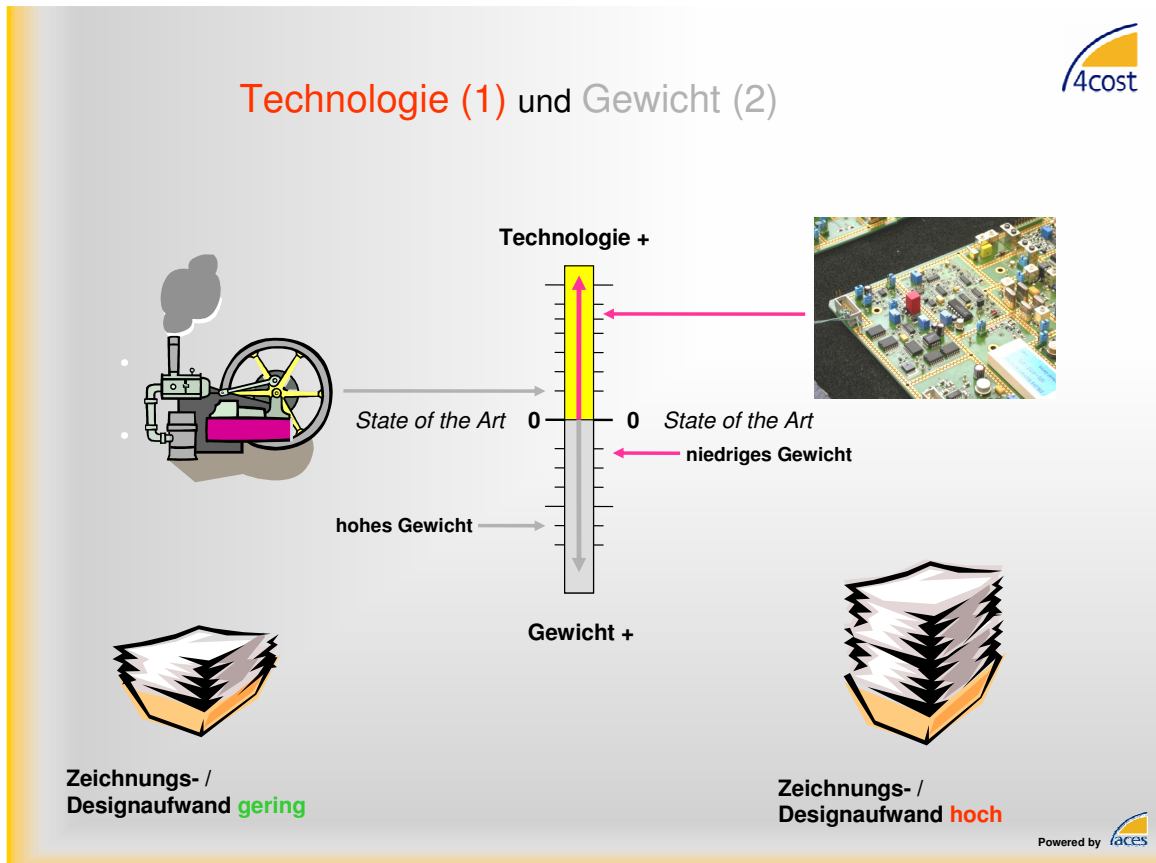 4cost
Technologie (1) und Gewicht (2)
Technologie +
State of the Art 0 0 State of the Art
niedriges Gewicht
hohes Gewicht
Gewicht +
Zeichnungs- /
Designaufwand gering
Zeichnungs- /
Designaufwand hoch
Powered by aces